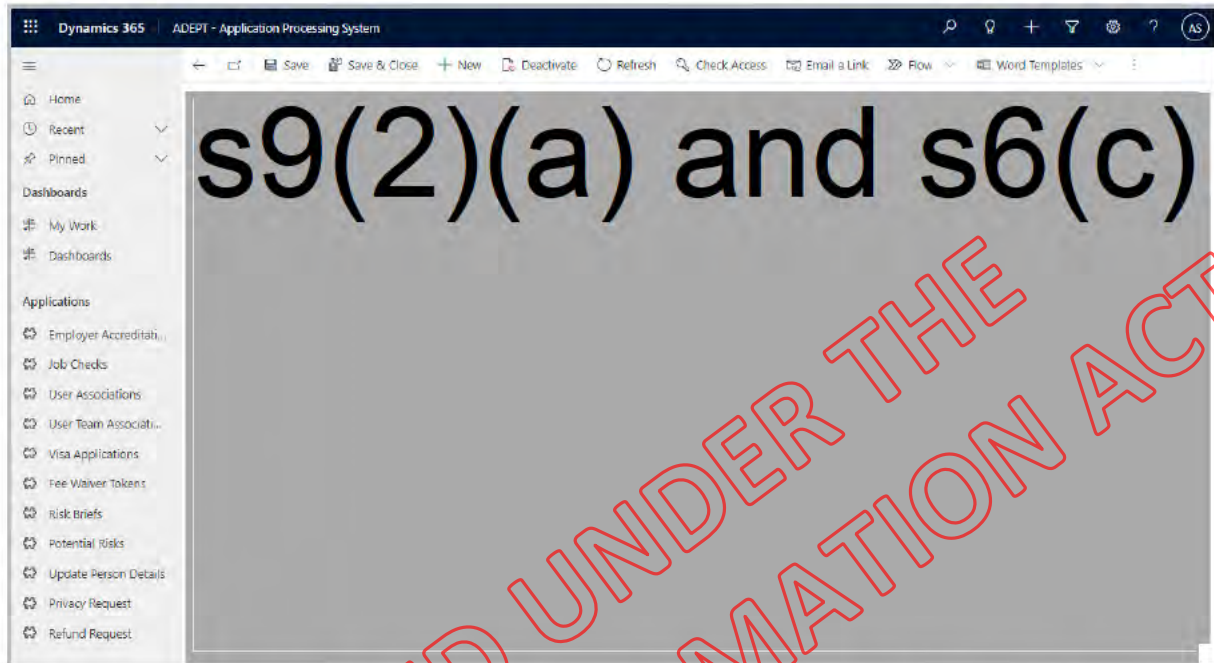 Dynamics 365 ADEPT - Application Processing System ? AS
Save Save & Close New Deactivate Refresh Check Access Email a Link Flow Word Templates
Home
Recent
Pinned
Dashboards
My Work
Dashboards
Applications
Employer Accreditati...
Job Checks
User Associations
User Team Associati...
Visa Applications
Fee Waiver Tokens
Risk Briefs
Potential Risks
Update Person Details
Privacy Request
Refund Request
s9(2)(a) and s6(c)
UNDER THE
MATION ACT